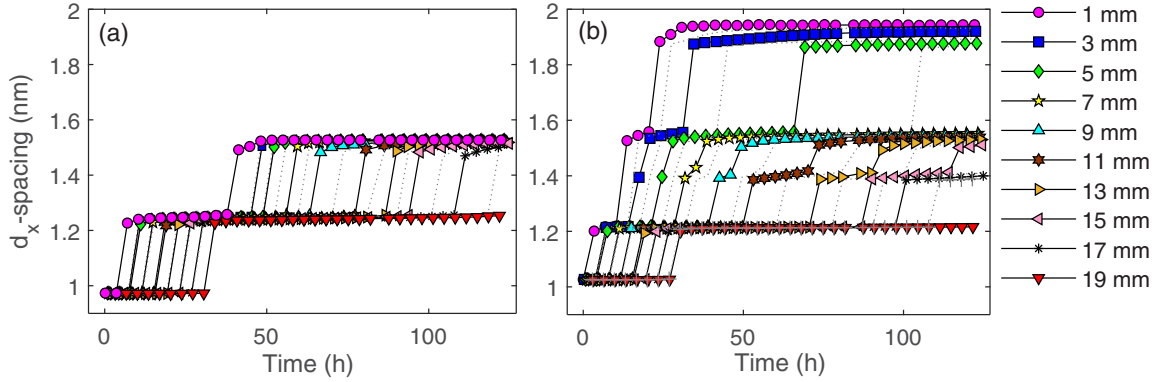 (a)
(b)
2
1.8
1.6
1.4
1.2
1
0
50
100
Time (h)
dx-spacing (nm)
2
1.8
1.6
1.4
1.2
1
0
50
100
Time (h)
1 mm
3 mm
5 mm
7 mm
9 mm
11 mm
13 mm
15 mm
17 mm
19 mm